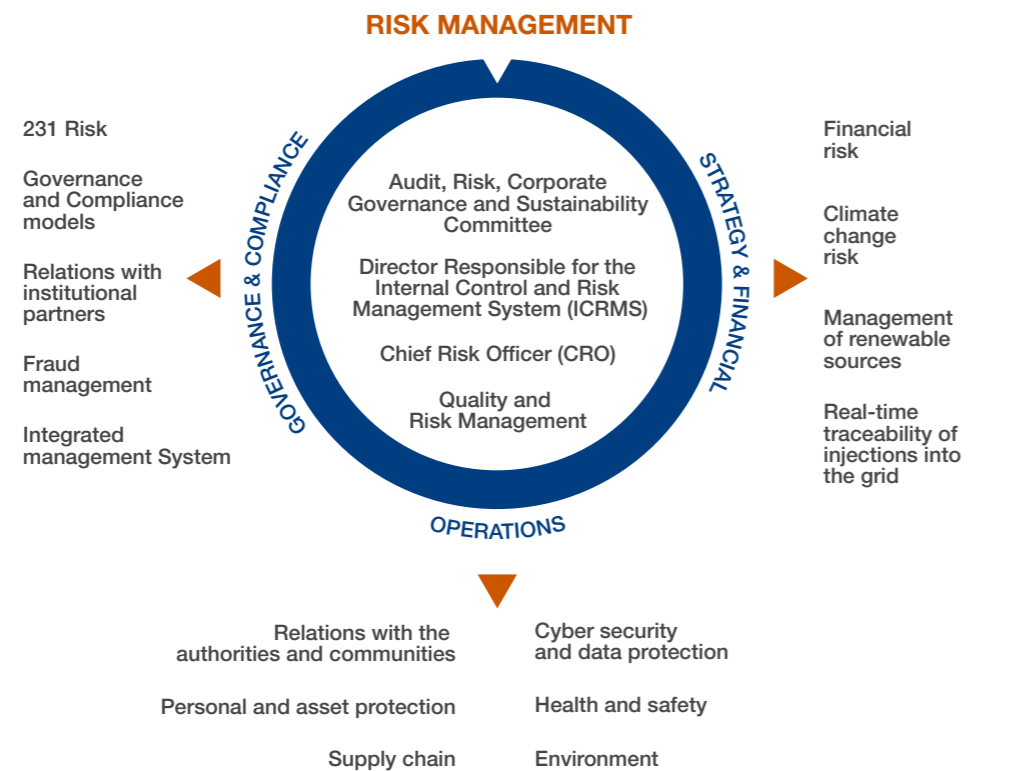 RISK MANAGEMENT
231 Risk
Governance
and Compliance
models
Relations with
institutional
partners
Fraud
management
Integrated
management System
GOVERNANCE & COMPLIANCE
Audit, Risk, Corporate
Governance and Sustainability
Committee
Director Responsible for the
Internal Control and Risk
Management System (ICRMS)
Chief Risk Officer (CRO)
Quality and
Risk Management
STRATEGY & FINANCIAL
Financial
risk
Climate
change
risk
Management
of renewable
sources
Real-time
traceability of
injections into
the grid
OPERATIONS
Relations with the
authorities and communities
Personal and asset protection
Supply chain
Cyber security
and data protection
Health and safety
Environment